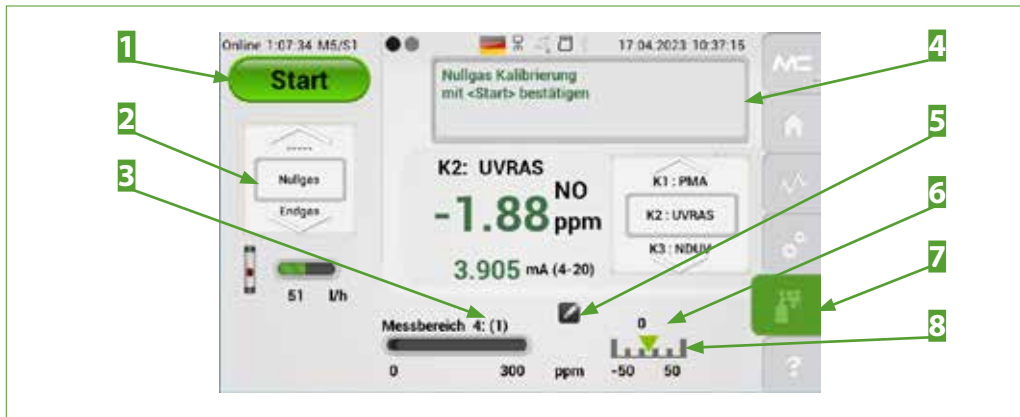 Online 1:07:34 M5/S1
17.04.2023 10:37:15
Start
Nullgas Kalibrierung
mit <Start> bestätigen
.....
Nullgas
Endgas
51 l/h
K2: UVRAS
NO
-1.88 ppm
3.905 mA (4-20)
K1 : PMA
K2 : UVRAS
K3 : NDUV
Messbereich 4: (1)
0 300 ppm
0
-50 50
MC
?
1
2
3
4
5
6
7
8